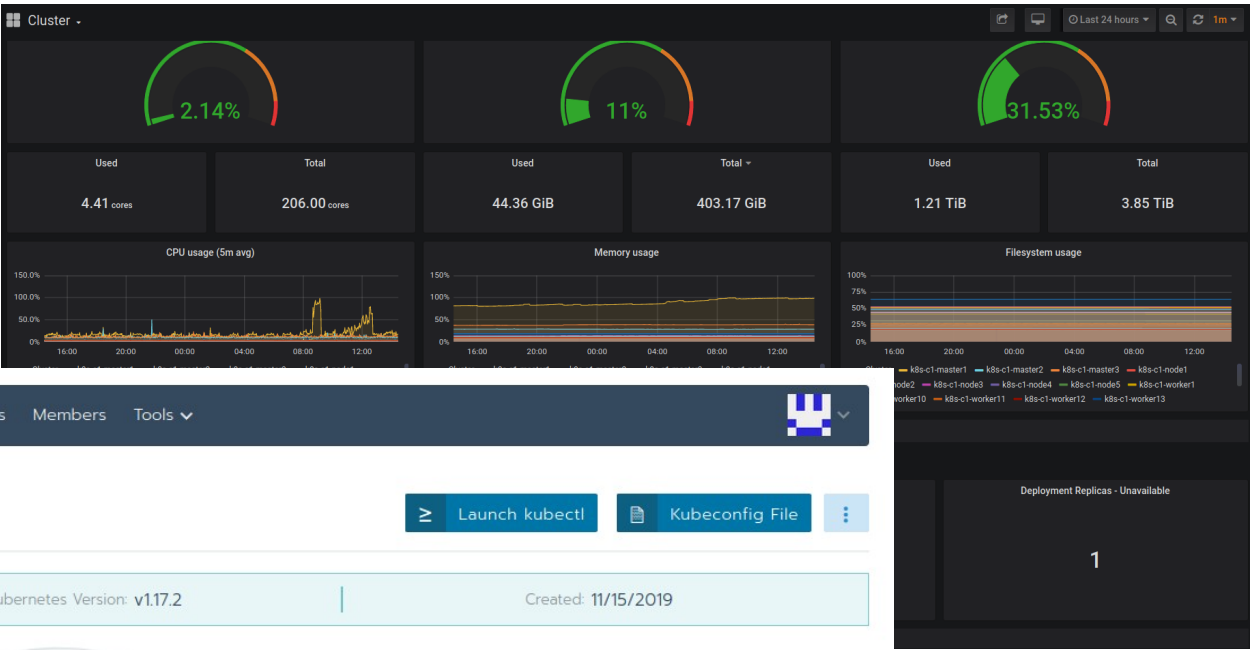 Cluster
Last 24 hours
1m
2.14%
11%
31.53%
Used
Total
Used
Total
Used
Total
4.41 cores
206.00 cores
44.36 GiB
403.17 GiB
1.21 TiB
3.85 TiB
CPU usage (5m avg)
150.0%
100.0%
50.0%
0%
16:00 20:00 00:00 04:00 08:00 12:00
Memory usage
150%
100%
50%
0%
16:00 20:00 00:00 04:00 08:00 12:00
Filesystem usage
100%
75%
50%
25%
0%
16:00 20:00 00:00 04:00 08:00 12:00
k8s-c1-master1 k8s-c1-master2 k8s-c1-master3 k8s-c1-node1
node2 k8s-c1-node3 k8s-c1-node4 k8s-c1-node5 k8s-c1-worker1
worker10 k8s-c1-worker11 k8s-c1-worker12 k8s-c1-worker13
s Members Tools
Launch kubectl
Kubeconfig File
ubernetes Version: v1.17.2
Created: 11/15/2019
Deployment Replicas - Unavailable
1